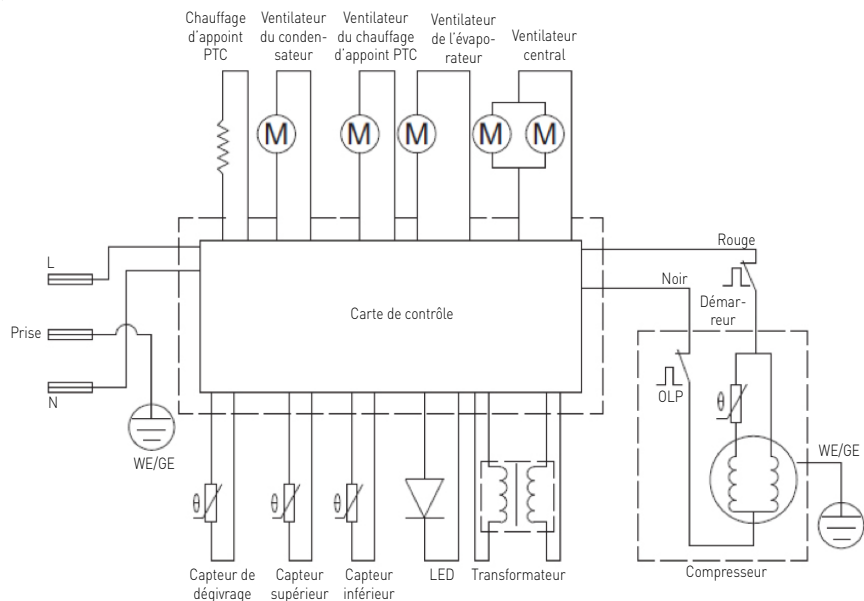 Chauffage
d'appoint
PTC
Ventilateur
du conden-
sateur
Ventilateur
du chauffage
d'appoint PTC
Ventilateur
de l'évapo-
rateur
Ventilateur
central
M
M
M
M
M
L
Prise
N
WE/GE
Carte de contrôle
Rouge
Noir
Démar-
reur
OLP
θ
WE/GE
Compresseur
θ
θ
θ
Capteur de
dégivrage
Capteur
supérieur
Capteur
inférieur
LED
Transformateur